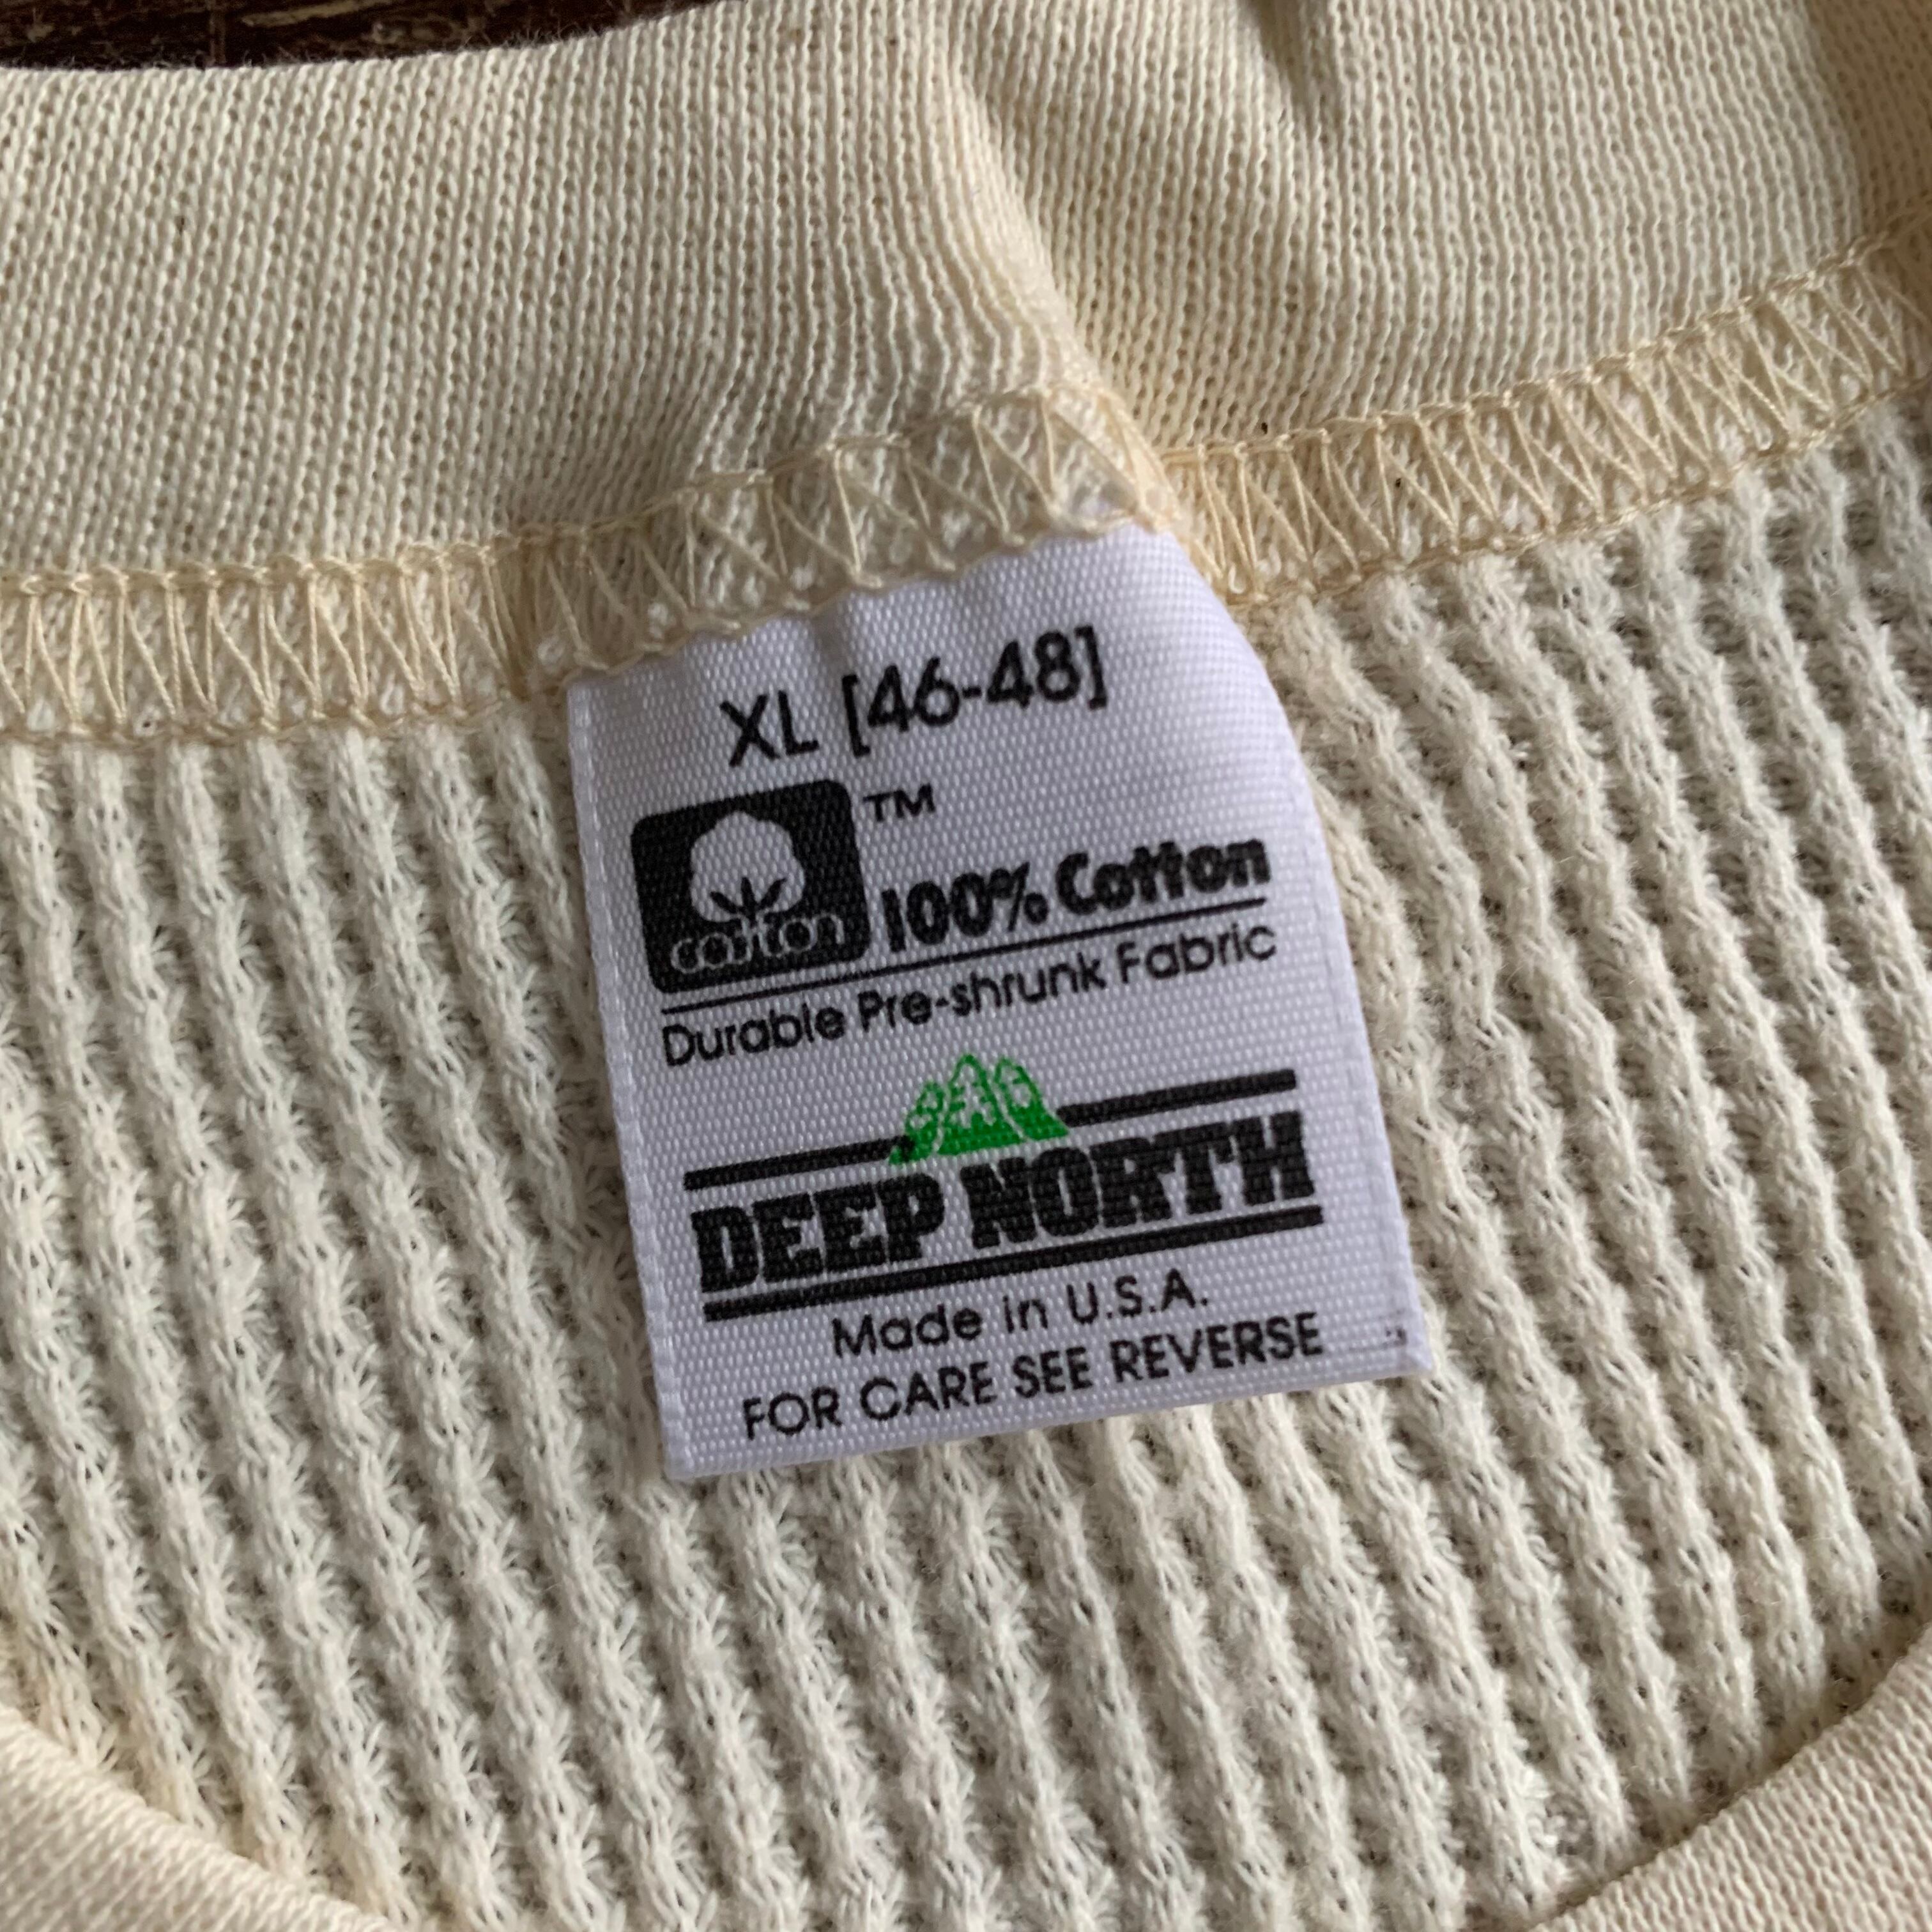 XL [46-48]
TM
cotton
100% Cotton
Durable Pre-shrunk Fabric
DEEP NORTH
Made in U.S.A.
FOR CARE SEE REVERSE